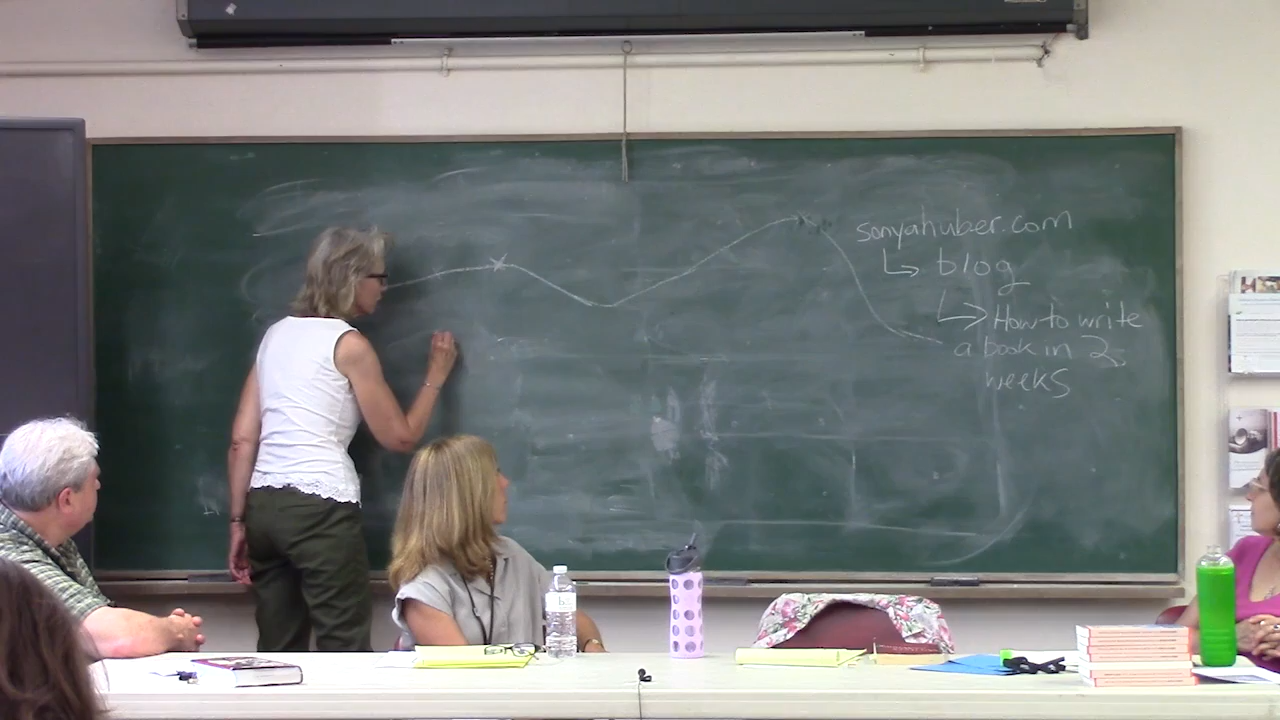 sonyahuber.com
↳ blog
↳ How to write
a book in 2
weeks